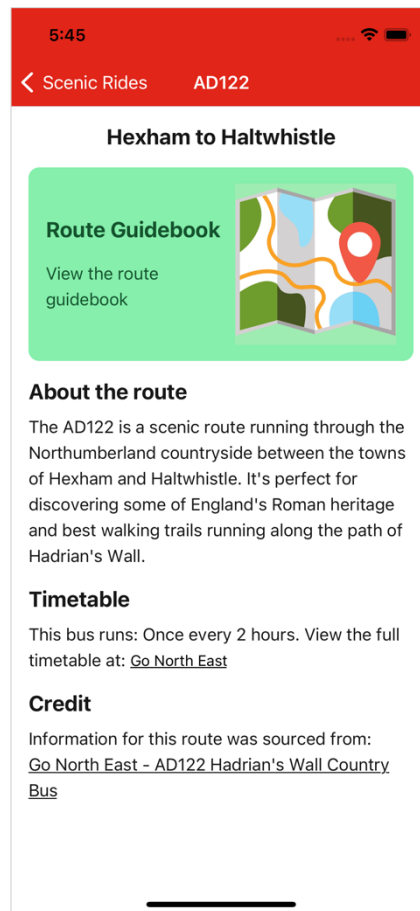 5:45
Scenic Rides
AD122
Hexham to Haltwhistle
Route Guidebook
View the route
guidebook
About the route
The AD122 is a scenic route running through the
Northumberland countryside between the towns
of Hexham and Haltwhistle. It's perfect for
discovering some of England's Roman heritage
and best walking trails running along the path of
Hadrian's Wall.
Timetable
This bus runs: Once every 2 hours. View the full
timetable at: Go North East
Credit
Information for this route was sourced from:
Go North East - AD122 Hadrian's Wall Country
Bus